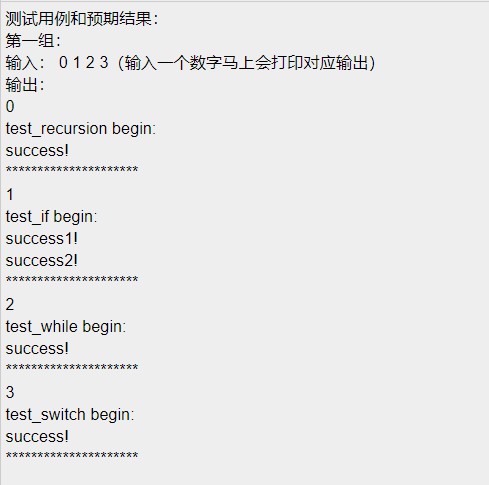 测试用例和预期结果：
第一组：
输入： 0 1 2 3（输入一个数字马上会打印对应输出）
输出：
0
test_recursion begin:
success!
*********************
1
test_if begin:
success1!
success2!
*********************
2
test_while begin:
success!
*********************
3
test_switch begin:
success!
*********************